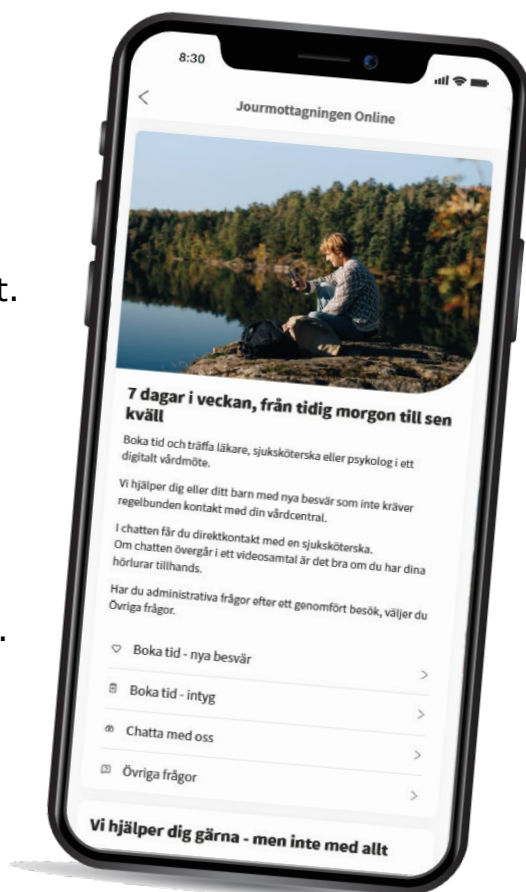 8:30
Jourmottagningen Online
t.
7 dagar i veckan, från tidig morgon till sen
kväll
Boka tid och träffa läkare, sjuksköterska eller psykolog i ett
digitalt vårdmöte.
Vi hjälper dig eller ditt barn med nya besvär som inte kräver
regelbunden kontakt med din vårdcentral.
I chatten får du direktkontakt med en sjuksköterska.
Om chatten övergår i ett videosamtal är det bra om du har dina
hörlurar tillhands.
Har du administrativa frågor efter ett genomfört besök, väljer du
Övriga frågor.
.
Boka tid - nya besvär
Boka tid - intyg
Chatta med oss
Övriga frågor
Vi hjälper dig gärna - men inte med allt